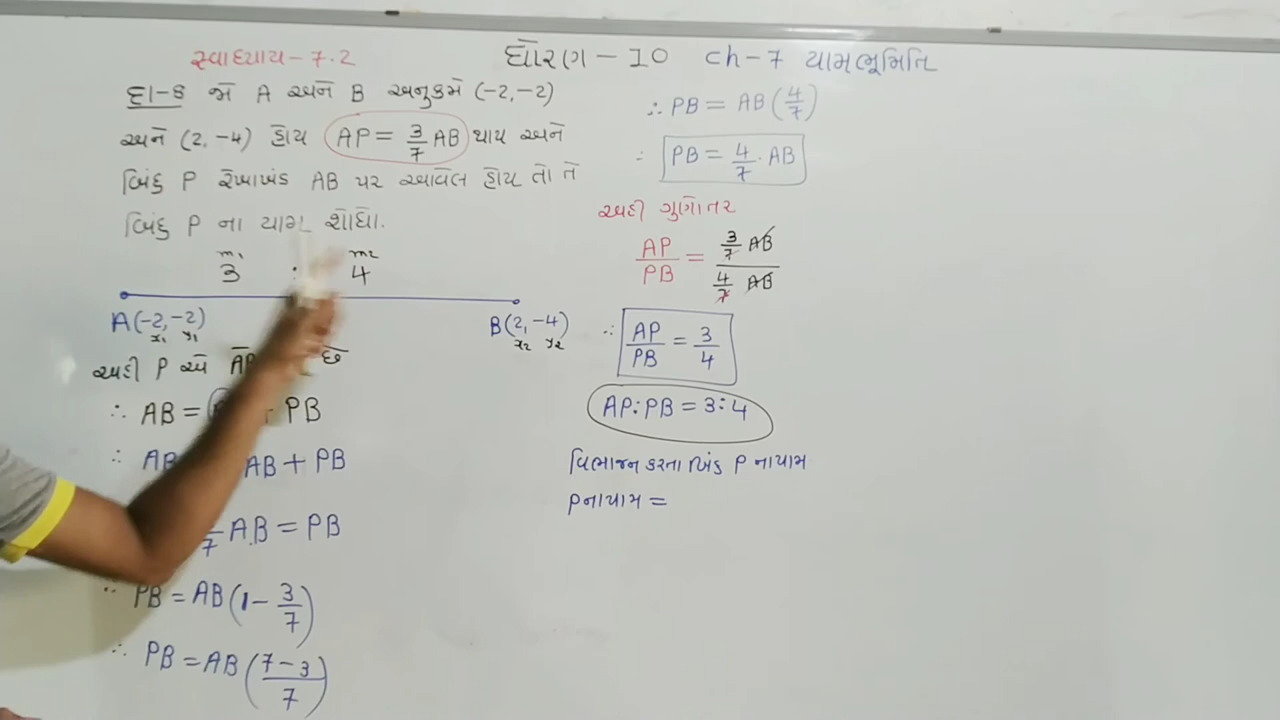 સ્વાધ્યાય - 7.2
ધોરણ - 10 ch-7 યામભૂમિતિ
દા-8 જો A અને B અનુક્રમે (-2,-2)
અને (2,-4) હોય AP = 3/7 AB થાય અને
બિંદુ P રેખાખંડ AB પર આવેલ હોય તો તે
બિંદુ P ના યામ શોધો.
m₁ m₂
3 : 4
A(-2,-2) B(2,-4)
x₁ y₁ x₂ y₂
અહીં P એ છે
∴ AB = + PB
∴ AB AB + PB
7 AB = PB
∴ PB = AB(1 - 3/7)
∴ PB = AB((7-3)/7)
∴ PB = AB(4/7)
∴ PB = 4/7 . AB
અહીં ગુણોતર
AP/PB = (3/7 AB)/(4/7 AB)
∴ AP/PB = 3/4
AP:PB = 3:4
વિભાજન કરતા બિંદુ P ના યામ
P ના યામ =